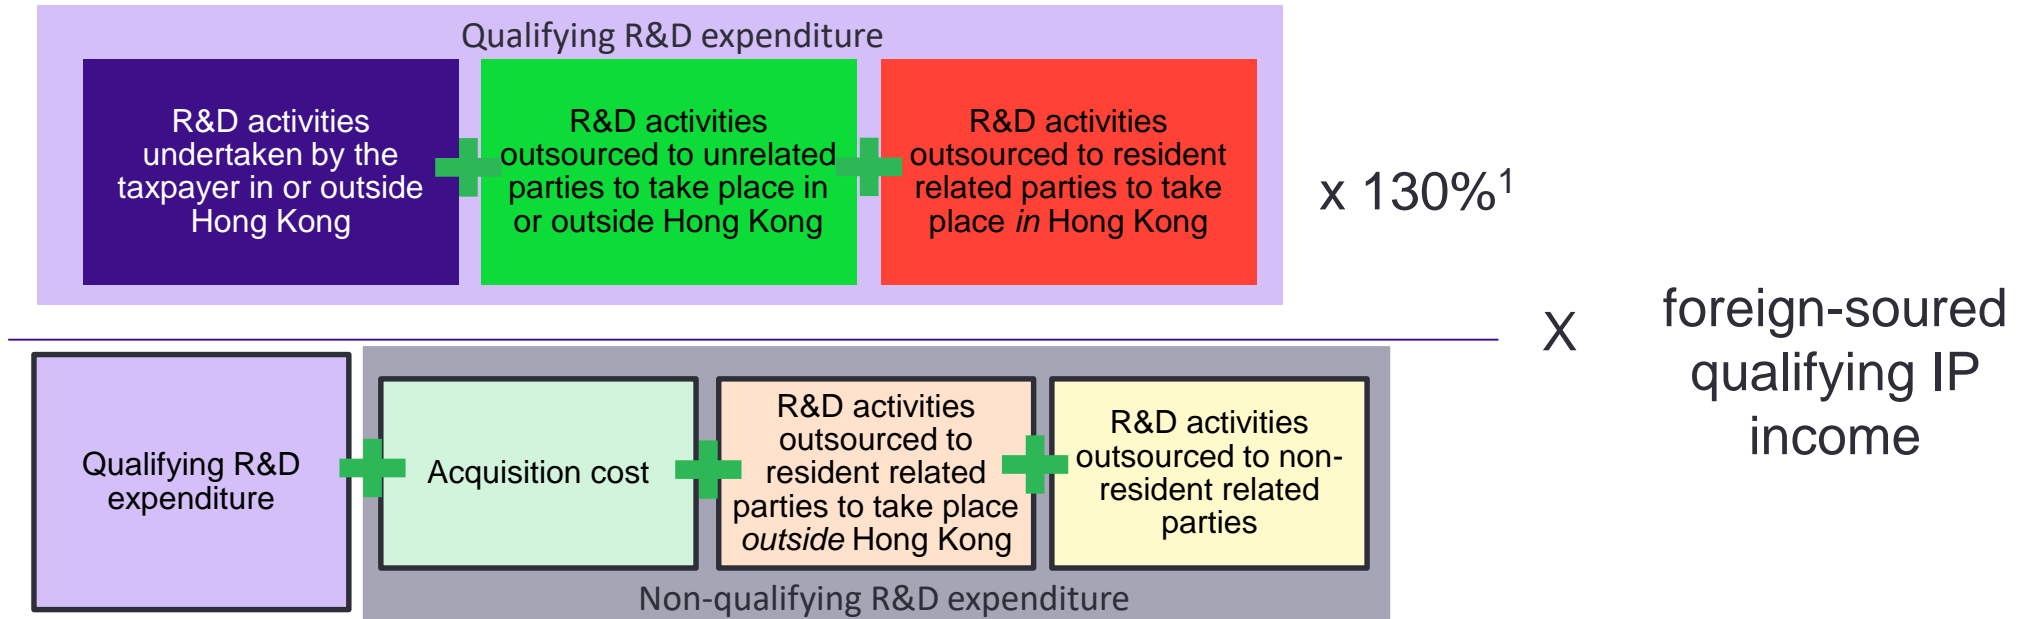 Qualifying R&D expenditure
R&D activities
undertaken by the
taxpayer in or outside
Hong Kong
R&D activities
outsourced to unrelated
parties to take place in
or outside Hong Kong
R&D activities
outsourced to resident
related parties to take
place in Hong Kong
x 130%¹
X
foreign-soured
qualifying IP
income
Qualifying R&D
expenditure
Acquisition cost
R&D activities
outsourced to
resident related
parties to take place
outside Hong Kong
R&D activities
outsourced to non-
resident related
parties
Non-qualifying R&D expenditure